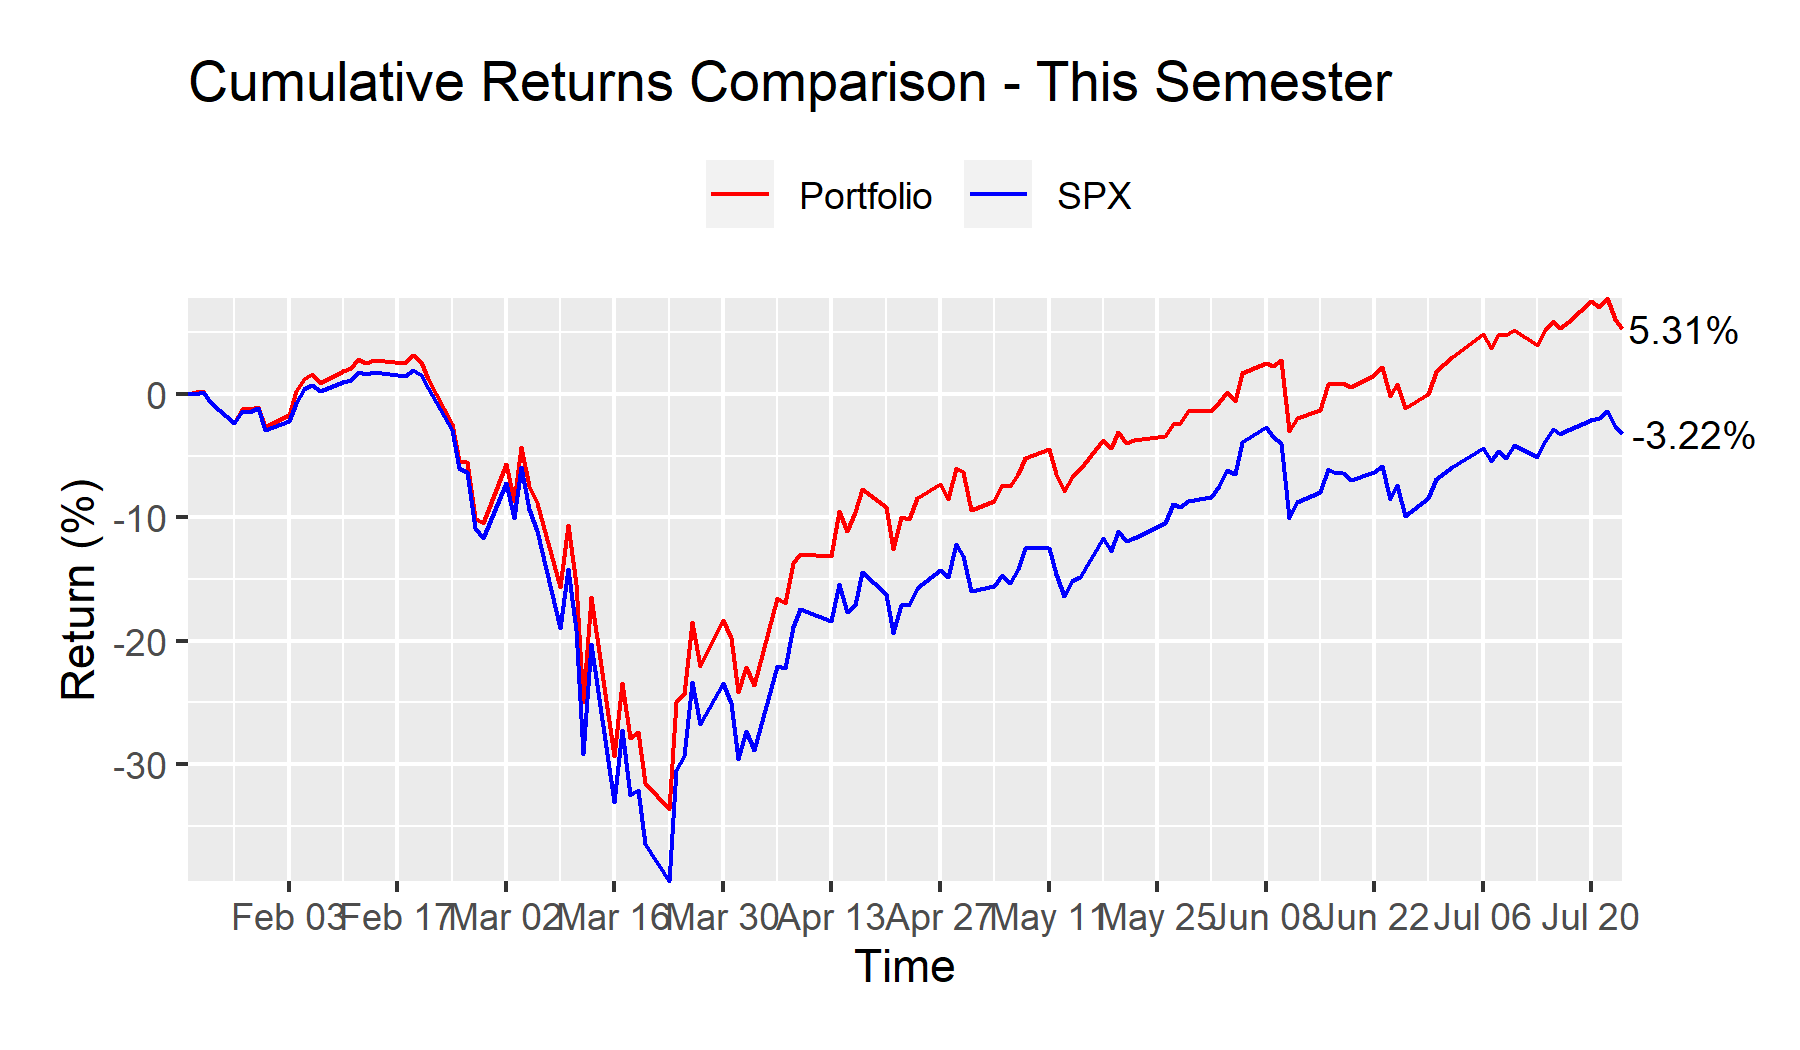 Cumulative Returns Comparison - This Semester
Portfolio SPX
5.31%
0
-3.22%
-10
-20
-30
Return (%)
Feb 03 Feb 17 Mar 02 Mar 16 Mar 30 Apr 13 Apr 27 May 11 May 25 Jun 08 Jun 22 Jul 06 Jul 20
Time